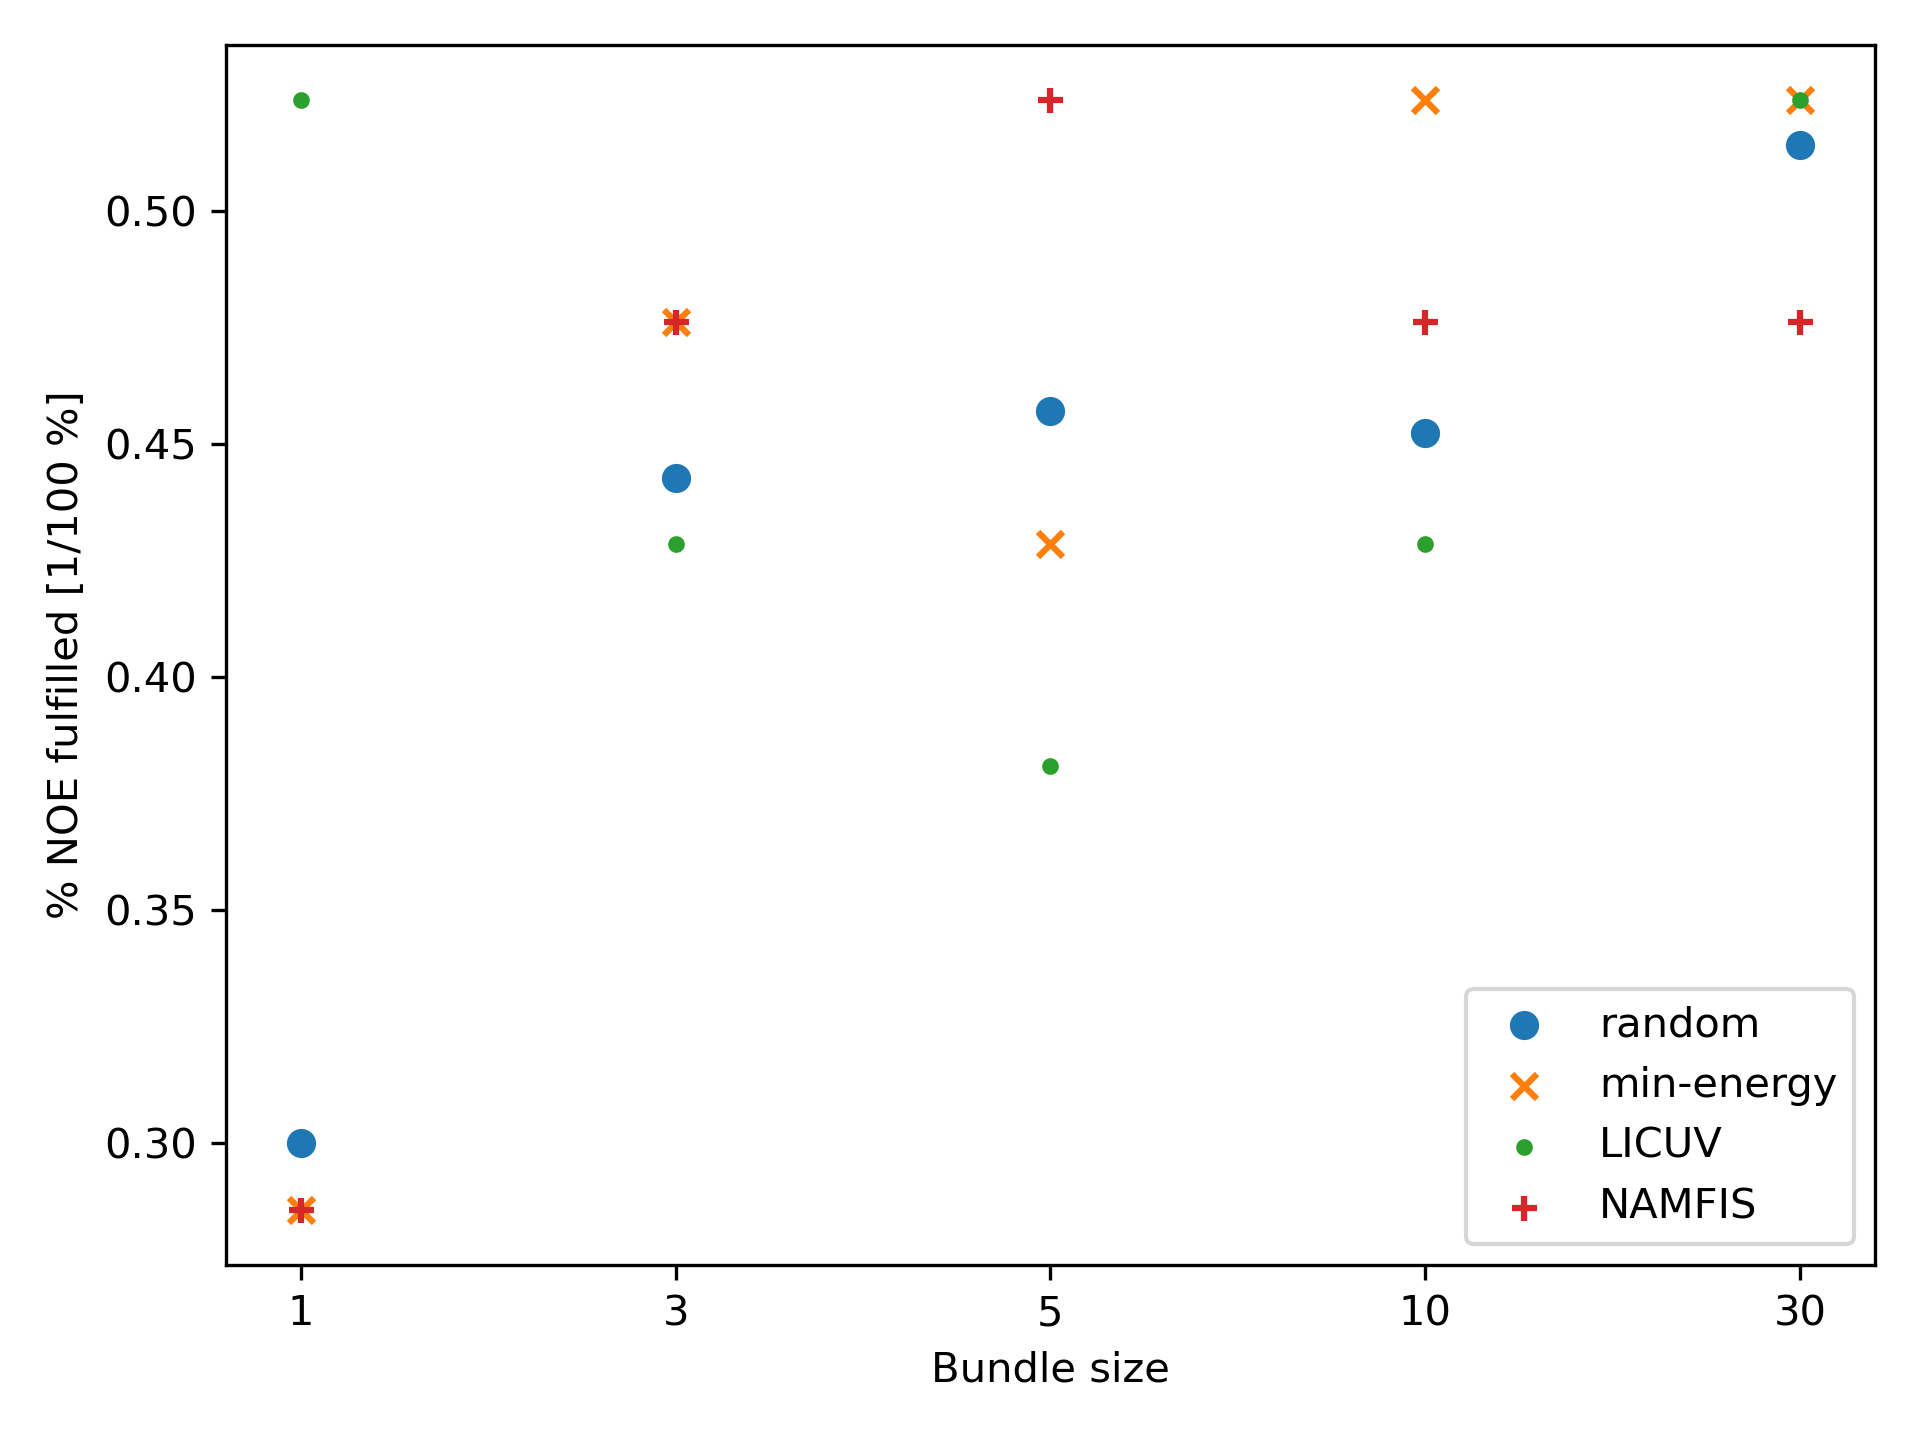 % NOE fulfilled [1/100 %]
0.50
0.45
0.40
0.35
0.30
random
min-energy
LICUV
NAMFIS
1 3 5 10 30
Bundle size